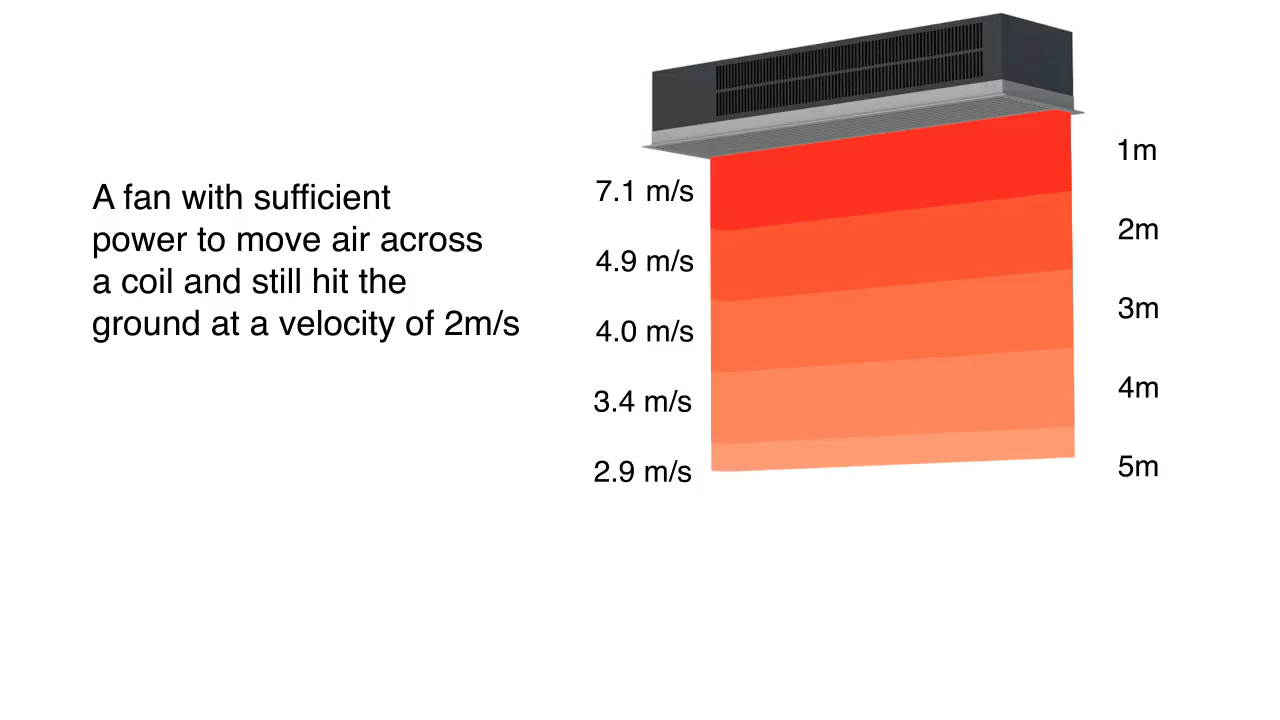 A fan with sufficient
power to move air across
a coil and still hit the
ground at a velocity of 2m/s
7.1 m/s
4.9 m/s
4.0 m/s
3.4 m/s
2.9 m/s
1m
2m
3m
4m
5m